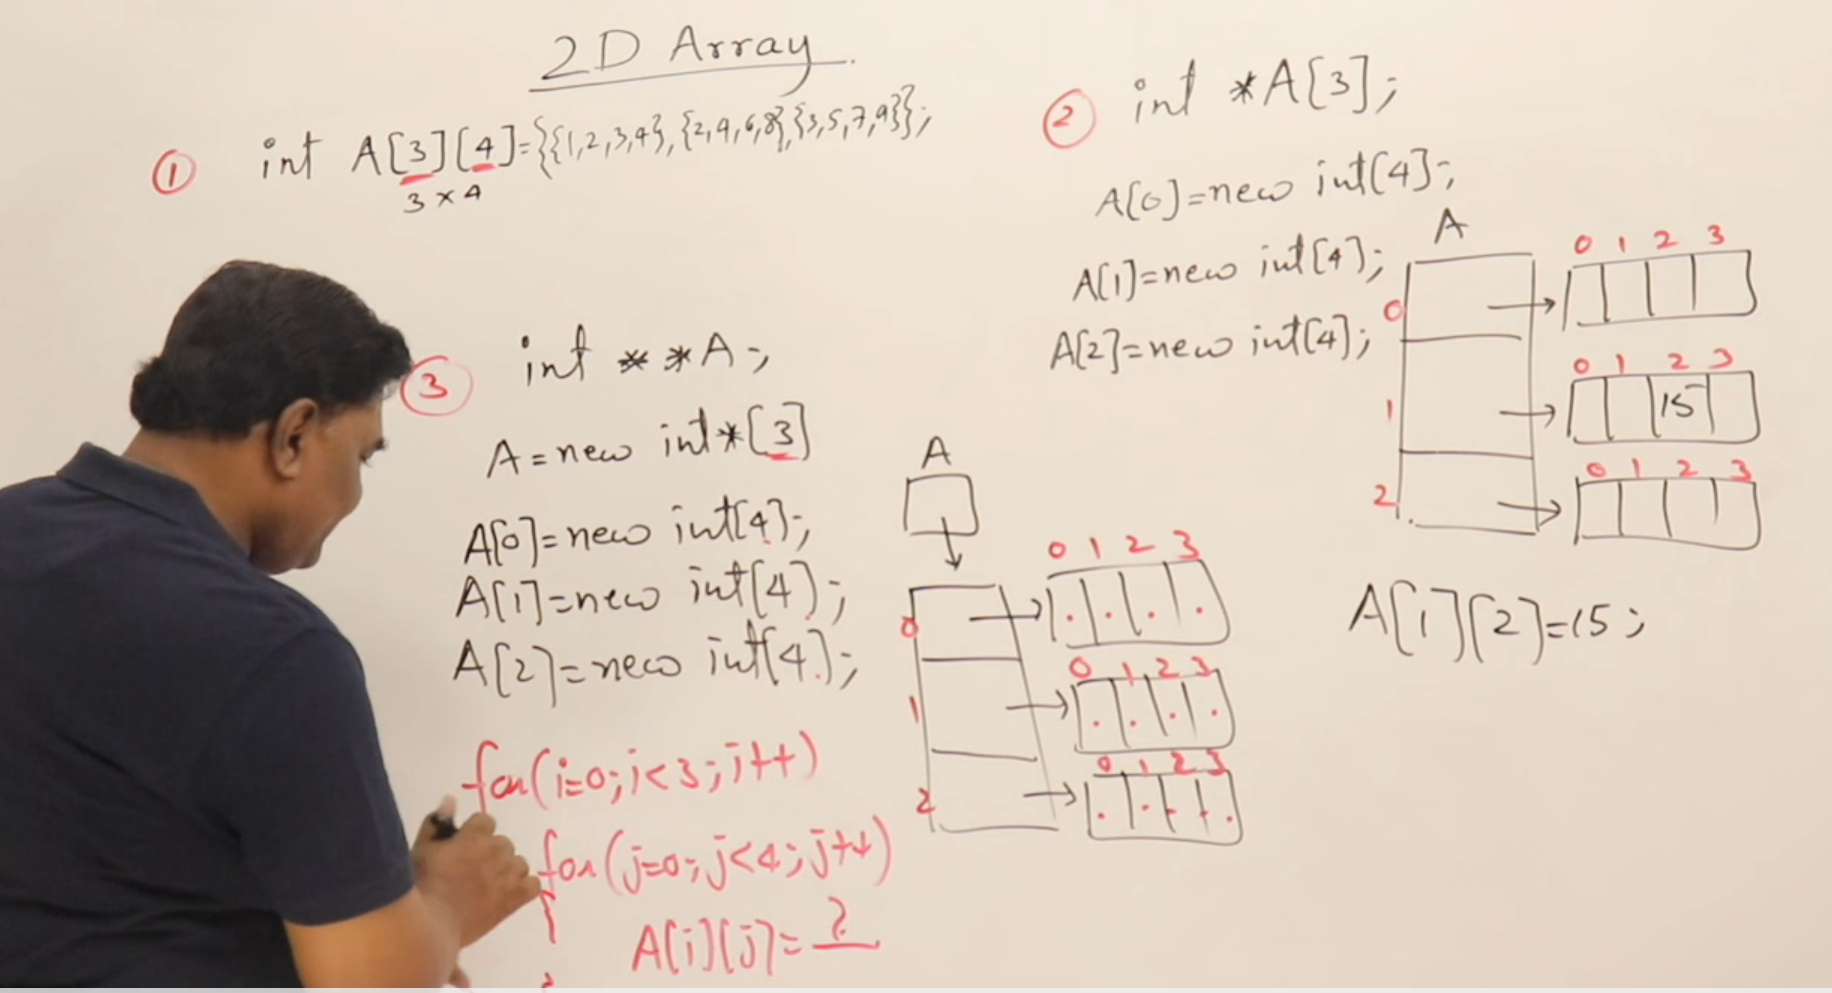 2D Array
① int A[3][4]={{1,2,3,4},{2,4,6,8},{3,5,7,9}};
3×4
② int *A[3];
A[0]=new int[4];
A[1]=new int[4];
A[2]=new int[4];
A
0 1 2 3
0
0 1 2 3
1
15
0 1 2 3
2
A[1][2]=15;
③ int **A;
A=new int*[3]
A[0]=new int[4];
A[1]=new int[4];
A[2]=new int[4];
A
0 1 2 3
0
0 1 2 3
1
0 1 2 3
2
for(i=0;i<3;i++)
for(j=0;j<4;j++)
{
A[i][j]=?